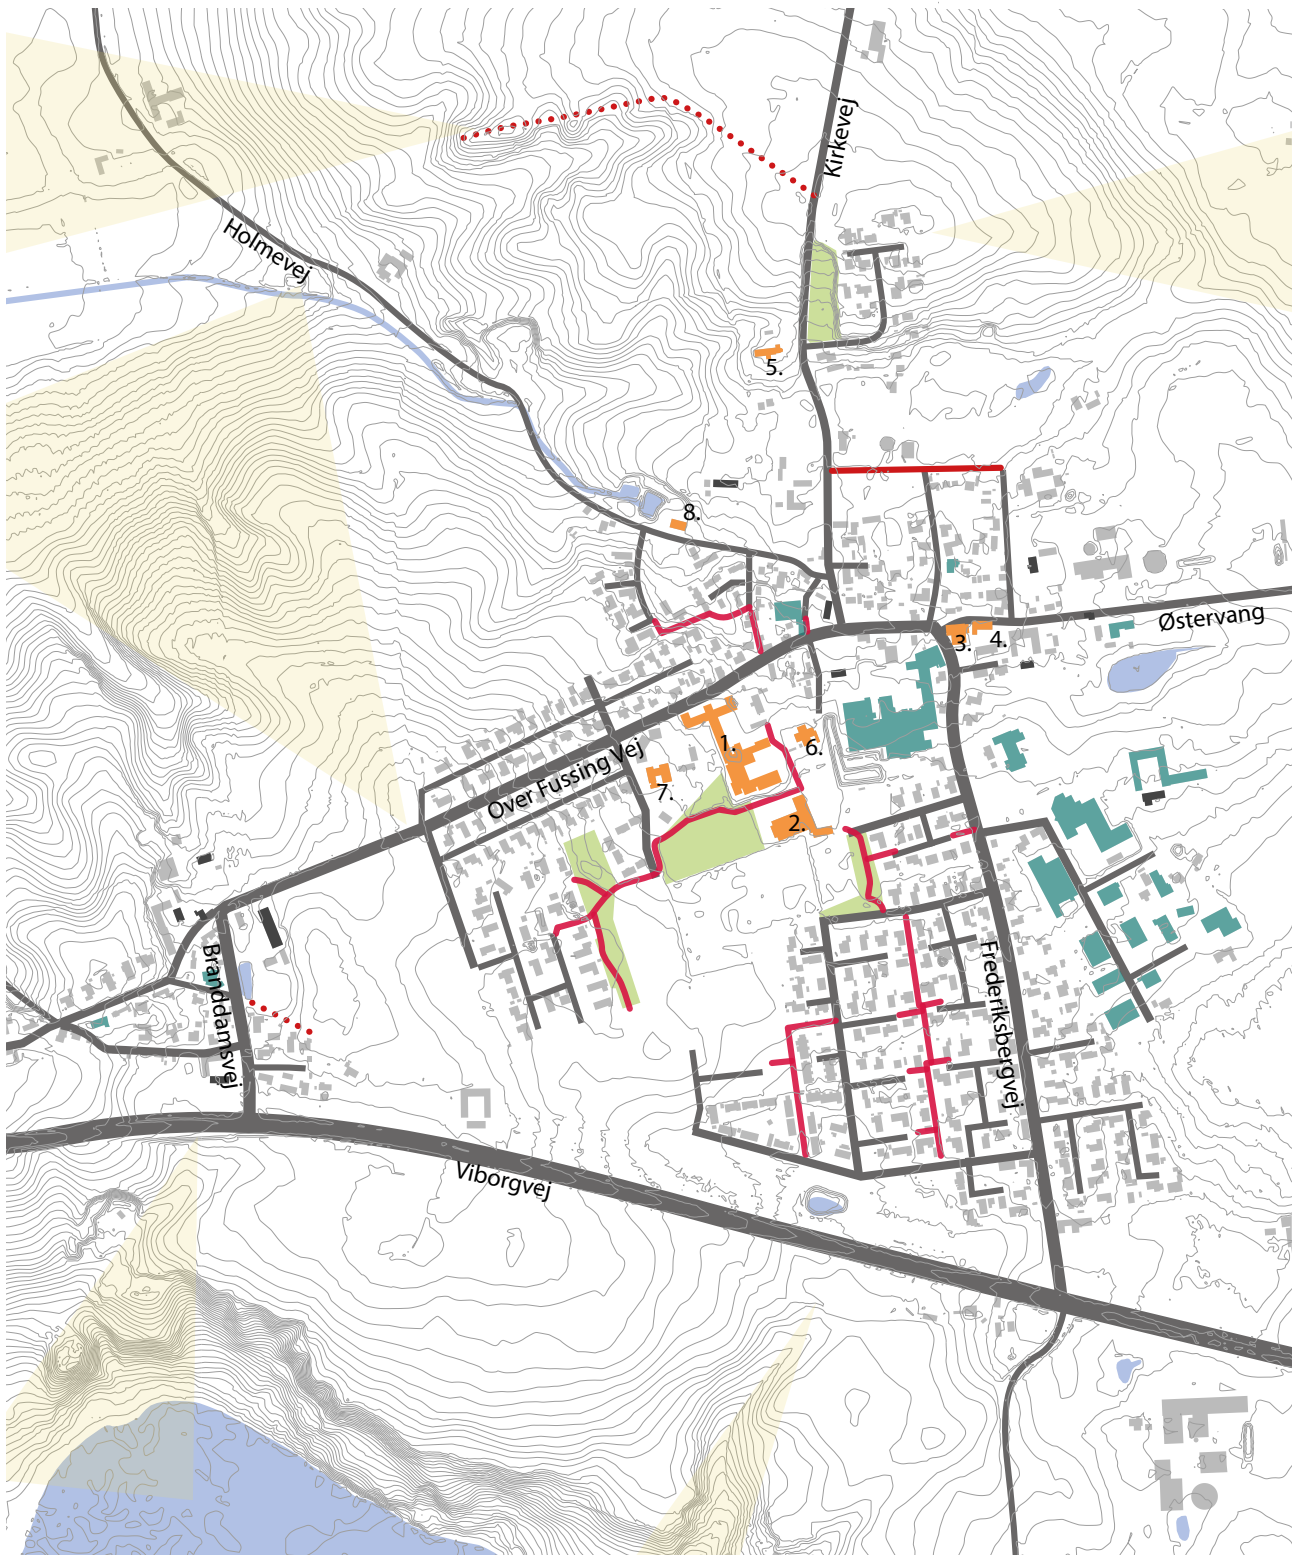 Kirkevej
Holmevej
5.
8.
Østervang
3.
4.
1.
6.
Over Fussing Vej
7.
2.
Branddamsvej
Frederiksbergvej
Viborgvej